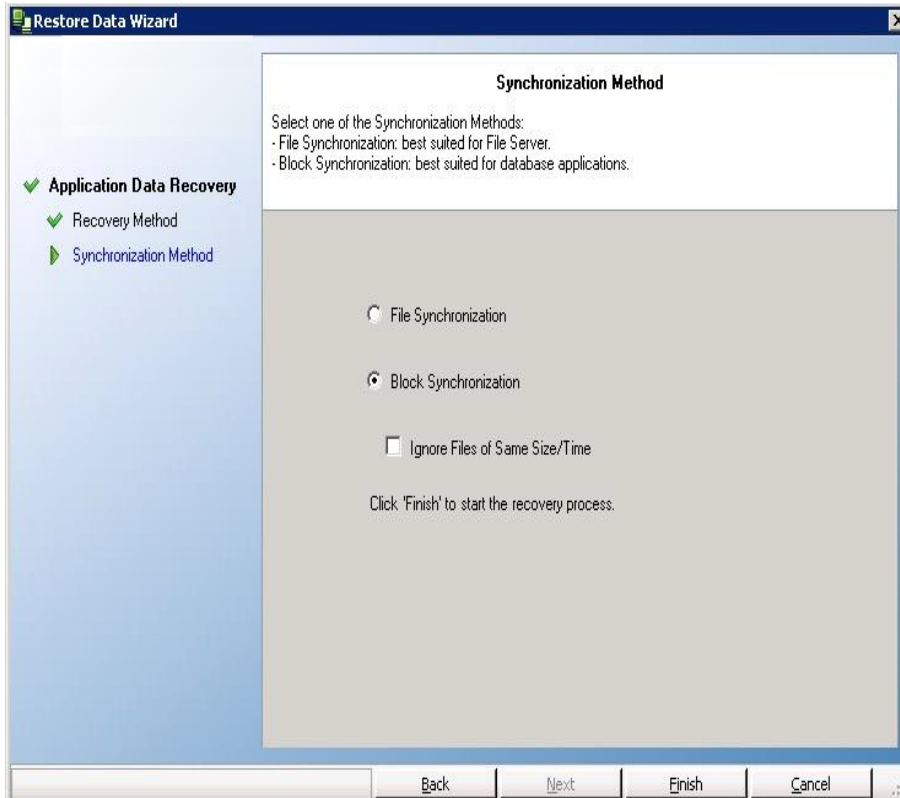 Restore Data Wizard
Application Data Recovery
Recovery Method
Synchronization Method
Synchronization Method
Select one of the Synchronization Methods:
- File Synchronization: best suited for File Server.
- Block Synchronization: best suited for database applications.
File Synchronization
Block Synchronization
Ignore Files of Same Size/Time
Click 'Finish' to start the recovery process.
Back
Next
Finish
Cancel